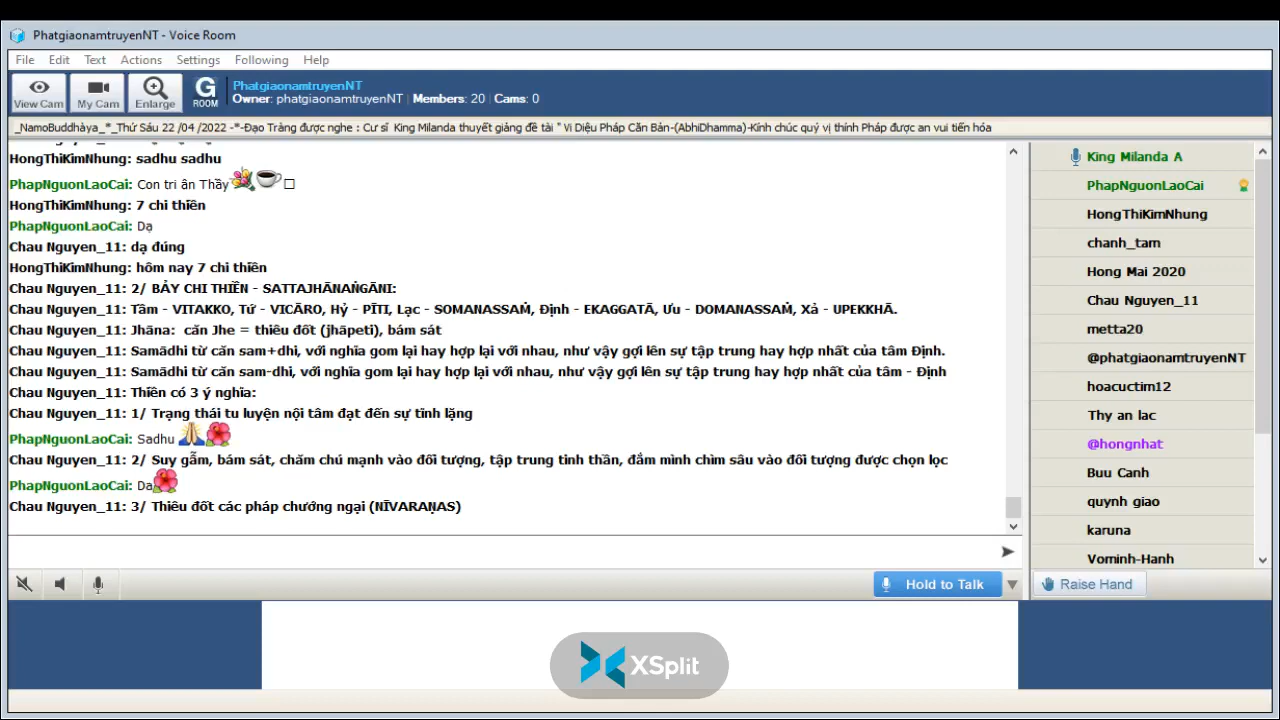 PhatgiaonamtruyenNT - Voice Room
File Edit Text Actions Settings Following Help
View Cam My Cam Enlarge G ROOM
PhatgiaonamtruyenNT
Owner: phatgiaonamtruyenNT | Members: 20 | Cams: 0
_NamoBuddhàya_*_Thứ Sáu 22 /04 /2022 -*-Đạo Tràng được nghe : Cư sĩ King Milanda thuyết giảng đề tài " Vi Diệu Pháp Căn Bản-(AbhiDhamma)-Kính chúc quý vị thính Pháp được an vui tiến hóa
HongThiKimNhung: sadhu sadhu
PhapNguonLaoCai: Con tri ân Thầy
HongThiKimNhung: 7 chi thiền
PhapNguonLaoCai: Dạ
Chau Nguyen_11: dạ đúng
HongThiKimNhung: hôm nay 7 chi thiền
Chau Nguyen_11: 2/ BẢY CHI THIỀN - SATTAJHĀNAṄGĀNI:
Chau Nguyen_11: Tầm - VITAKKO, Tứ - VICĀRO, Hỷ - PĪTI, Lạc - SOMANASSAṀ, Định - EKAGGATĀ, Ưu - DOMANASSAṀ, Xả - UPEKKHĀ.
Chau Nguyen_11: Jhāna: căn Jhe = thiêu đốt (jhāpeti), bám sát
Chau Nguyen_11: Samādhi từ căn sam+dhi, với nghĩa gom lại hay hợp lại với nhau, như vậy gợi lên sự tập trung hay hợp nhất của tâm Định.
Chau Nguyen_11: Samādhi từ căn sam-dhi, với nghĩa gom lại hay hợp lại với nhau, như vậy gợi lên sự tập trung hay hợp nhất của tâm - Định
Chau Nguyen_11: Thiền có 3 ý nghĩa:
Chau Nguyen_11: 1/ Trạng thái tu luyện nội tâm đạt đến sự tĩnh lặng
PhapNguonLaoCai: Sadhu
Chau Nguyen_11: 2/ Suy gẫm, bám sát, chăm chú mạnh vào đối tượng, tập trung tinh thần, đắm mình chìm sâu vào đối tượng được chọn lọc
PhapNguonLaoCai: Dạ
Chau Nguyen_11: 3/ Thiêu đốt các pháp chướng ngại (NĪVARAṆAS)
King Milanda A
PhapNguonLaoCai
HongThiKimNhung
chanh_tam
Hong Mai 2020
Chau Nguyen_11
metta20
@phatgiaonamtruyenNT
hoacuctim12
Thy an lac
@hongnhat
Buu Canh
quynh giao
karuna
Vominh-Hanh
Hold to Talk
Raise Hand
XSplit